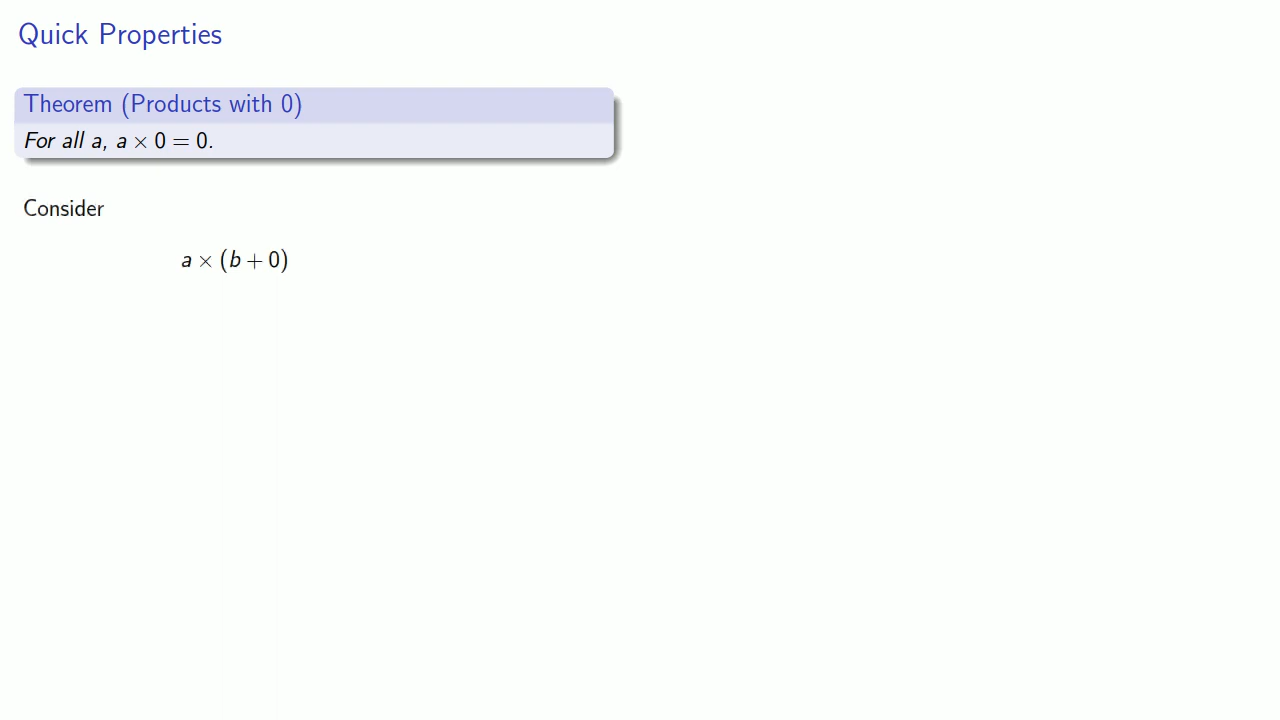 Quick Properties
Theorem (Products with 0)
For all a, a × 0 = 0.
Consider
a × (b + 0)